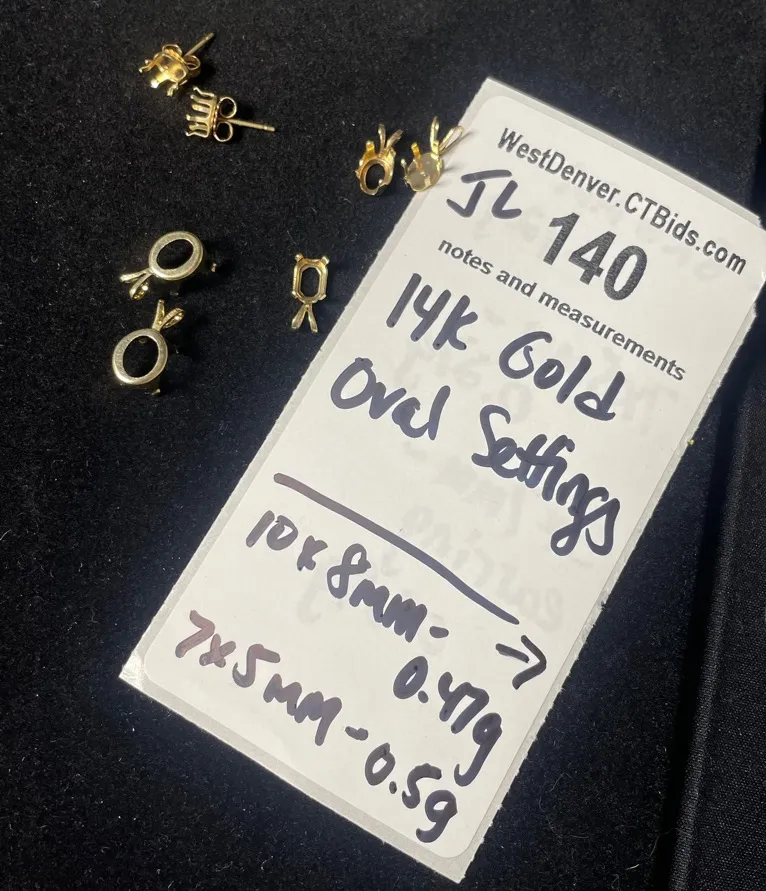 WestDenver.CTBids.com
JL 140
notes and measurements
14K Gold
Oval Settings
10x8mm-
0.47g
7x5mm-0.5g